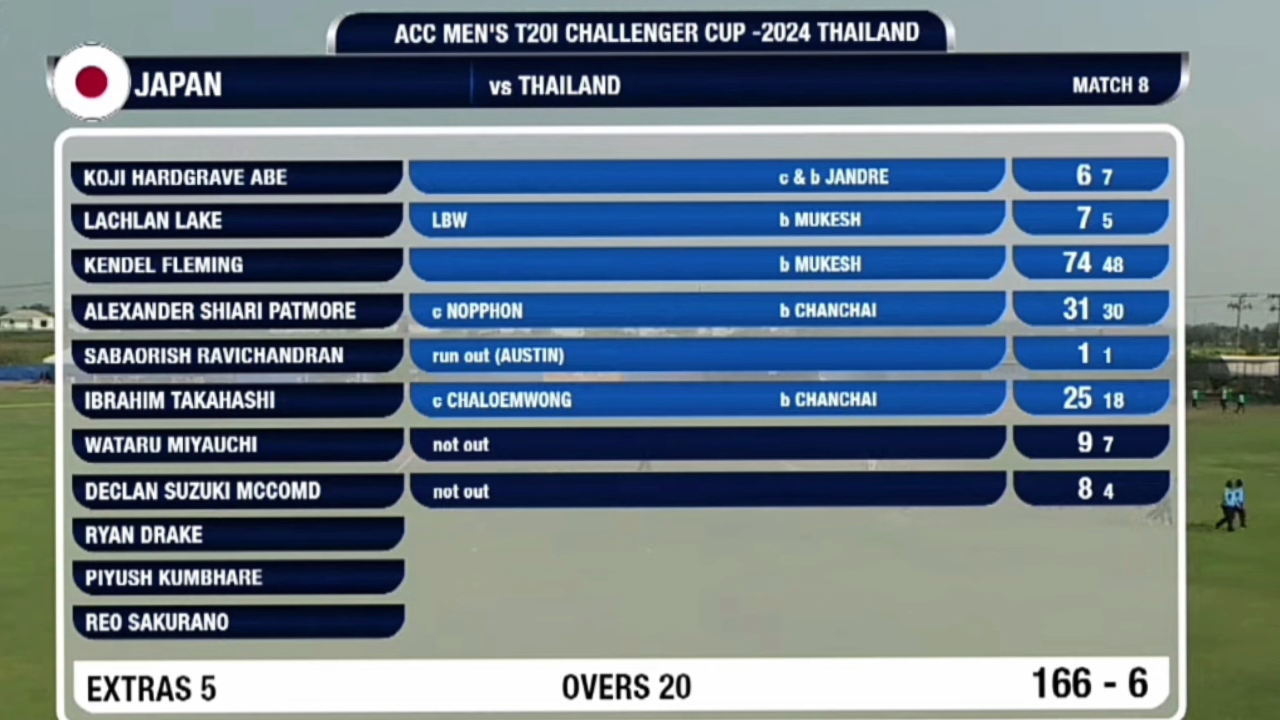 ACC MEN'S T20I CHALLENGER CUP -2024 THAILAND
JAPAN vs THAILAND MATCH 8
KOJI HARDGRAVE ABE c & b JANDRE 6 7
LACHLAN LAKE LBW b MUKESH 7 5
KENDEL FLEMING b MUKESH 74 48
ALEXANDER SHIARI PATMORE c NOPPHON b CHANCHAI 31 30
SABAORISH RAVICHANDRAN run out (AUSTIN) 1 1
IBRAHIM TAKAHASHI c CHALOEMWONG b CHANCHAI 25 18
WATARU MIYAUCHI not out 9 7
DECLAN SUZUKI MCCOMD not out 8 4
RYAN DRAKE
PIYUSH KUMBHARE
REO SAKURANO
EXTRAS 5 OVERS 20 166 - 6